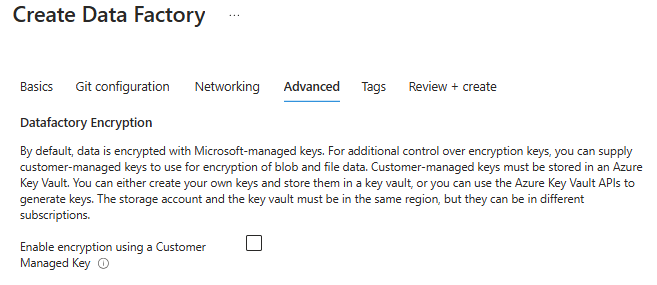 Create Data Factory ...
Basics Git configuration Networking Advanced Tags Review + create
Datafactory Encryption
By default, data is encrypted with Microsoft-managed keys. For additional control over encryption keys, you can supply
customer-managed keys to use for encryption of blob and file data. Customer-managed keys must be stored in an Azure
Key Vault. You can either create your own keys and store them in a key vault, or you can use the Azure Key Vault APIs to
generate keys. The storage account and the key vault must be in the same region, but they can be in different
subscriptions.
Enable encryption using a Customer
Managed Key